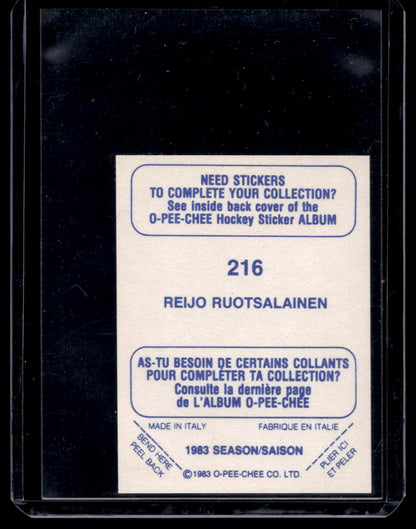 NEED STICKERS
TO COMPLETE YOUR COLLECTION?
See inside back cover of the
O-PEE-CHEE Hockey Sticker ALBUM
216
REIJO RUOTSALAINEN
AS-TU BESOIN DE CERTAINS COLLANTS
POUR COMPLÉTER TA COLLECTION?
Consulte la dernière page
de L'ALBUM O-PEE-CHEE
MADE IN ITALY FABRIQUE EN ITALIE
BEND HERE
PEEL BACK
1983 SEASON/SAISON
PLIER ICI
ET PELER
©1983 O-PEE-CHEE CO. LTD.